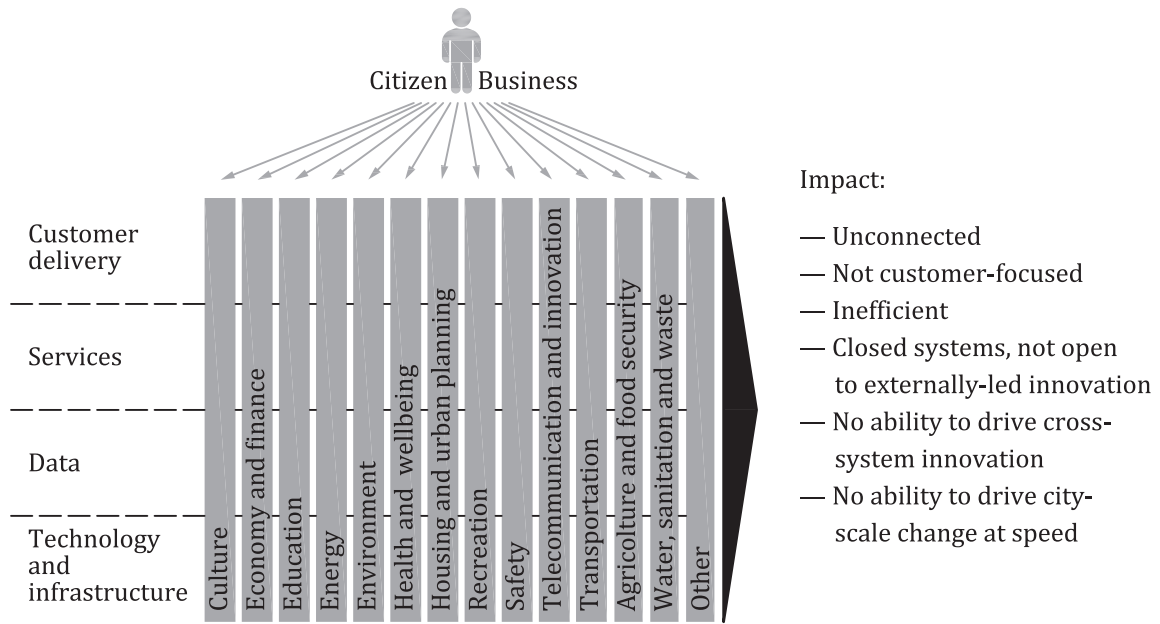 Citizen Business
Customer
delivery
Services
Data
Technology
and
infrastructure
Culture
Economy and finance
Education
Energy
Environment
Health and wellbeing
Housing and urban planning
Recreation
Safety
Telecommunication and innovation
Transportation
Agriculture and food security
Water, sanitation and waste
Other
Impact:
— Unconnected
— Not customer-focused
— Inefficient
— Closed systems, not open
to externally-led innovation
— No ability to drive cross-
system innovation
— No ability to drive city-
scale change at speed